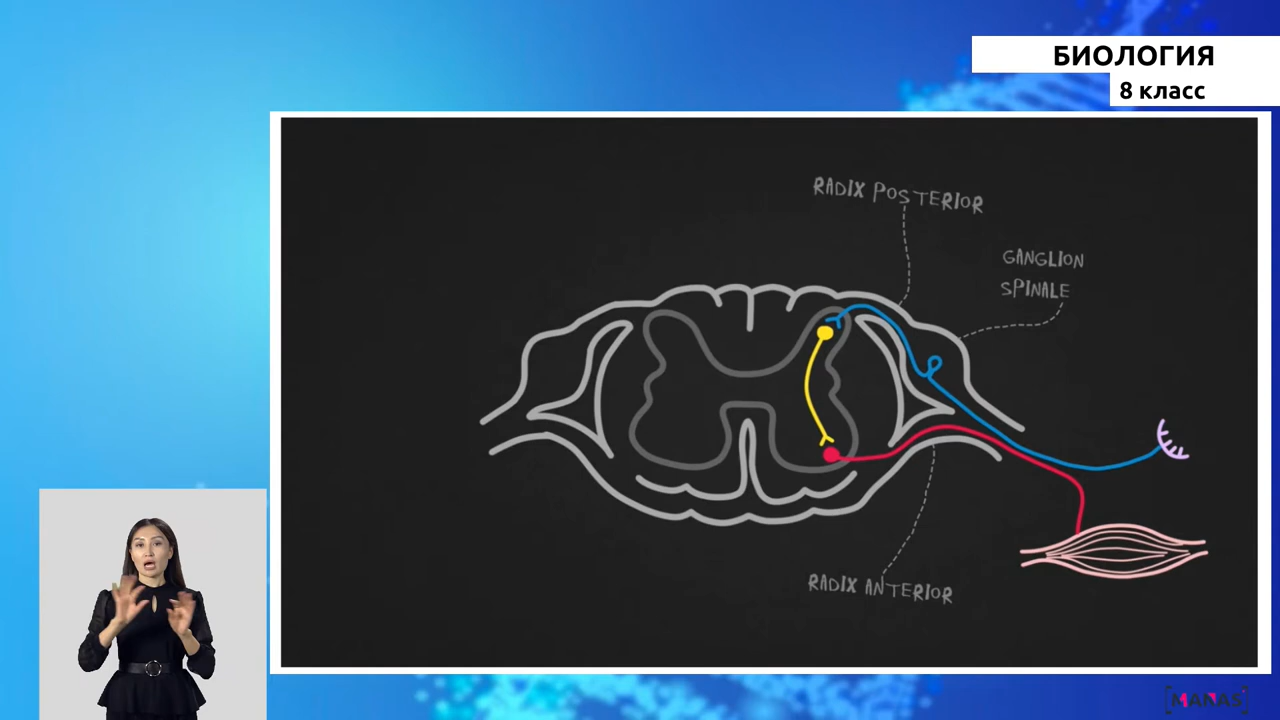 БИОЛОГИЯ
8 класс
RADIX POSTERIOR
GANGLION
SPINALE
RADIX ANTERIOR
MANAS